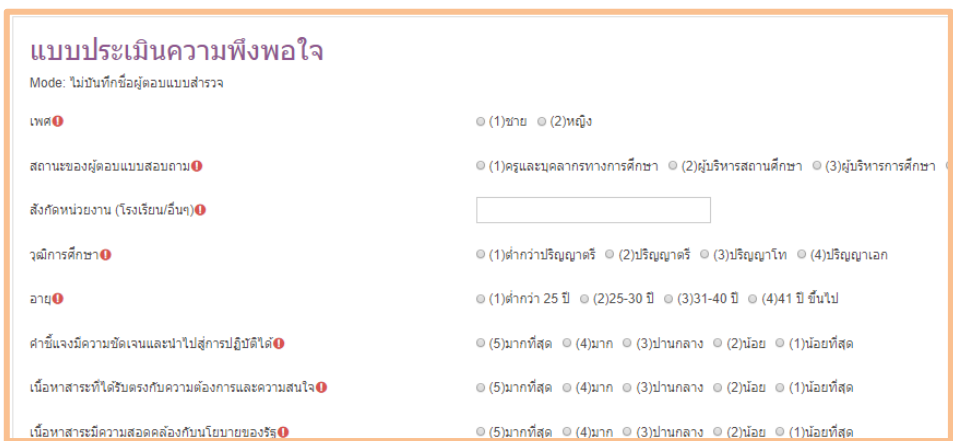 แบบประเมินความพึงพอใจ
Mode: ไม่บันทึกชื่อผู้ตอบแบบสำรวจ
เพศ (1)ชาย (2)หญิง
สถานะของผู้ตอบแบบสอบถาม (1)ครูและบุคลากรทางการศึกษา (2)ผู้บริหารสถานศึกษา (3)ผู้บริหารการศึกษา
สังกัดหน่วยงาน (โรงเรียน/อื่นๆ)
วุฒิการศึกษา (1)ต่ำกว่าปริญญาตรี (2)ปริญญาตรี (3)ปริญญาโท (4)ปริญญาเอก
อายุ (1)ต่ำกว่า 25 ปี (2)25-30 ปี (3)31-40 ปี (4)41 ปี ขึ้นไป
คำชี้แจงมีความชัดเจนและนำไปสู่การปฏิบัติได้ (5)มากที่สุด (4)มาก (3)ปานกลาง (2)น้อย (1)น้อยที่สุด
เนื้อหาสาระที่ได้รับตรงกับความต้องการและความสนใจ (5)มากที่สุด (4)มาก (3)ปานกลาง (2)น้อย (1)น้อยที่สุด
เนื้อหาสาระมีความสอดคล้องกับนโยบายของรัฐ (5)มากที่สุด (4)มาก (3)ปานกลาง (2)น้อย (1)น้อยที่สุด